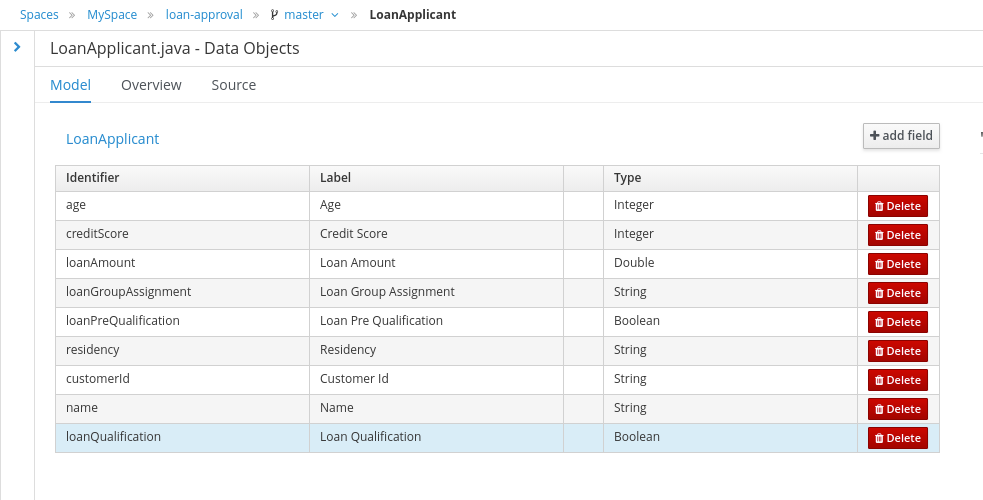 Spaces » MySpace » loan-approval » master » LoanApplicant
LoanApplicant.java - Data Objects
Model Overview Source
LoanApplicant + add field
Identifier Label Type
age Age Integer Delete
creditScore Credit Score Integer Delete
loanAmount Loan Amount Double Delete
loanGroupAssignment Loan Group Assignment String Delete
loanPreQualification Loan Pre Qualification Boolean Delete
residency Residency String Delete
customerId Customer Id String Delete
name Name String Delete
loanQualification Loan Qualification Boolean Delete